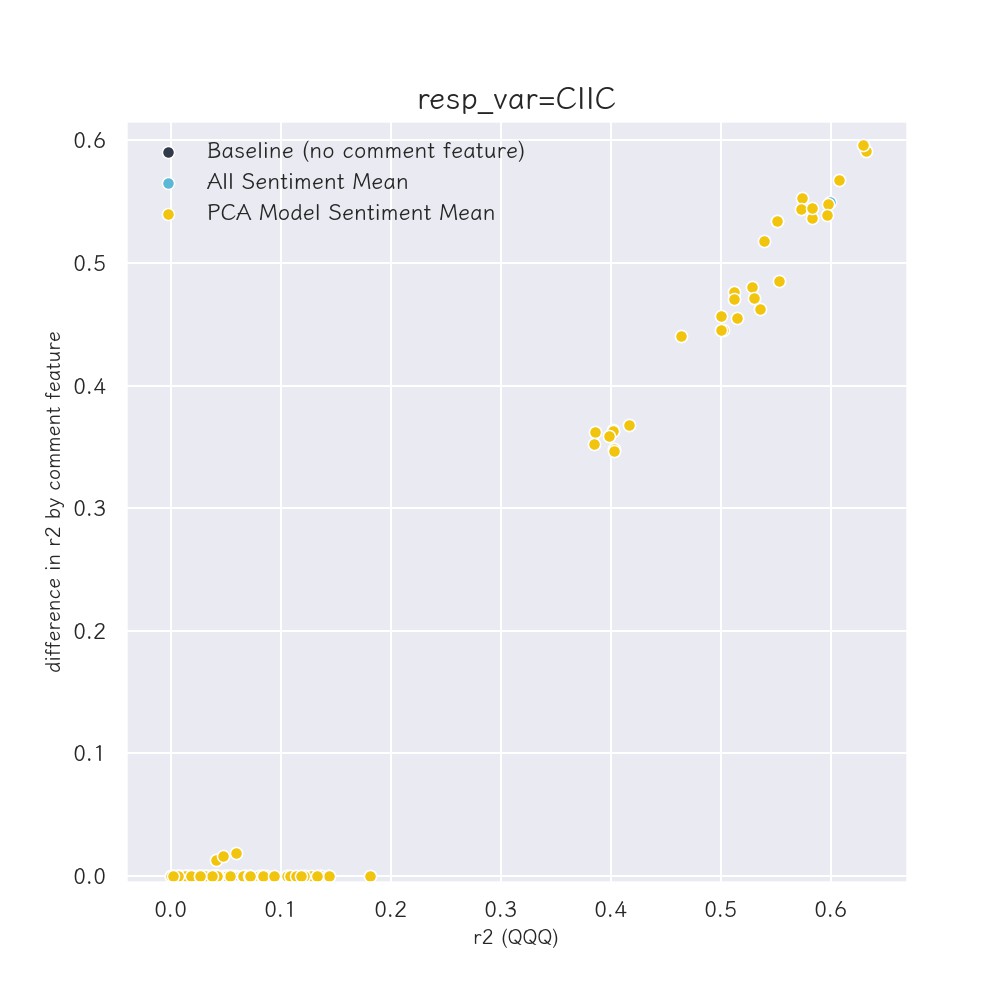 resp_var=CIIC
Baseline (no comment feature)
All Sentiment Mean
PCA Model Sentiment Mean
difference in r2 by comment feature
0.6
0.5
0.4
0.3
0.2
0.1
0.0
0.0 0.1 0.2 0.3 0.4 0.5 0.6
r2 (QQQ)